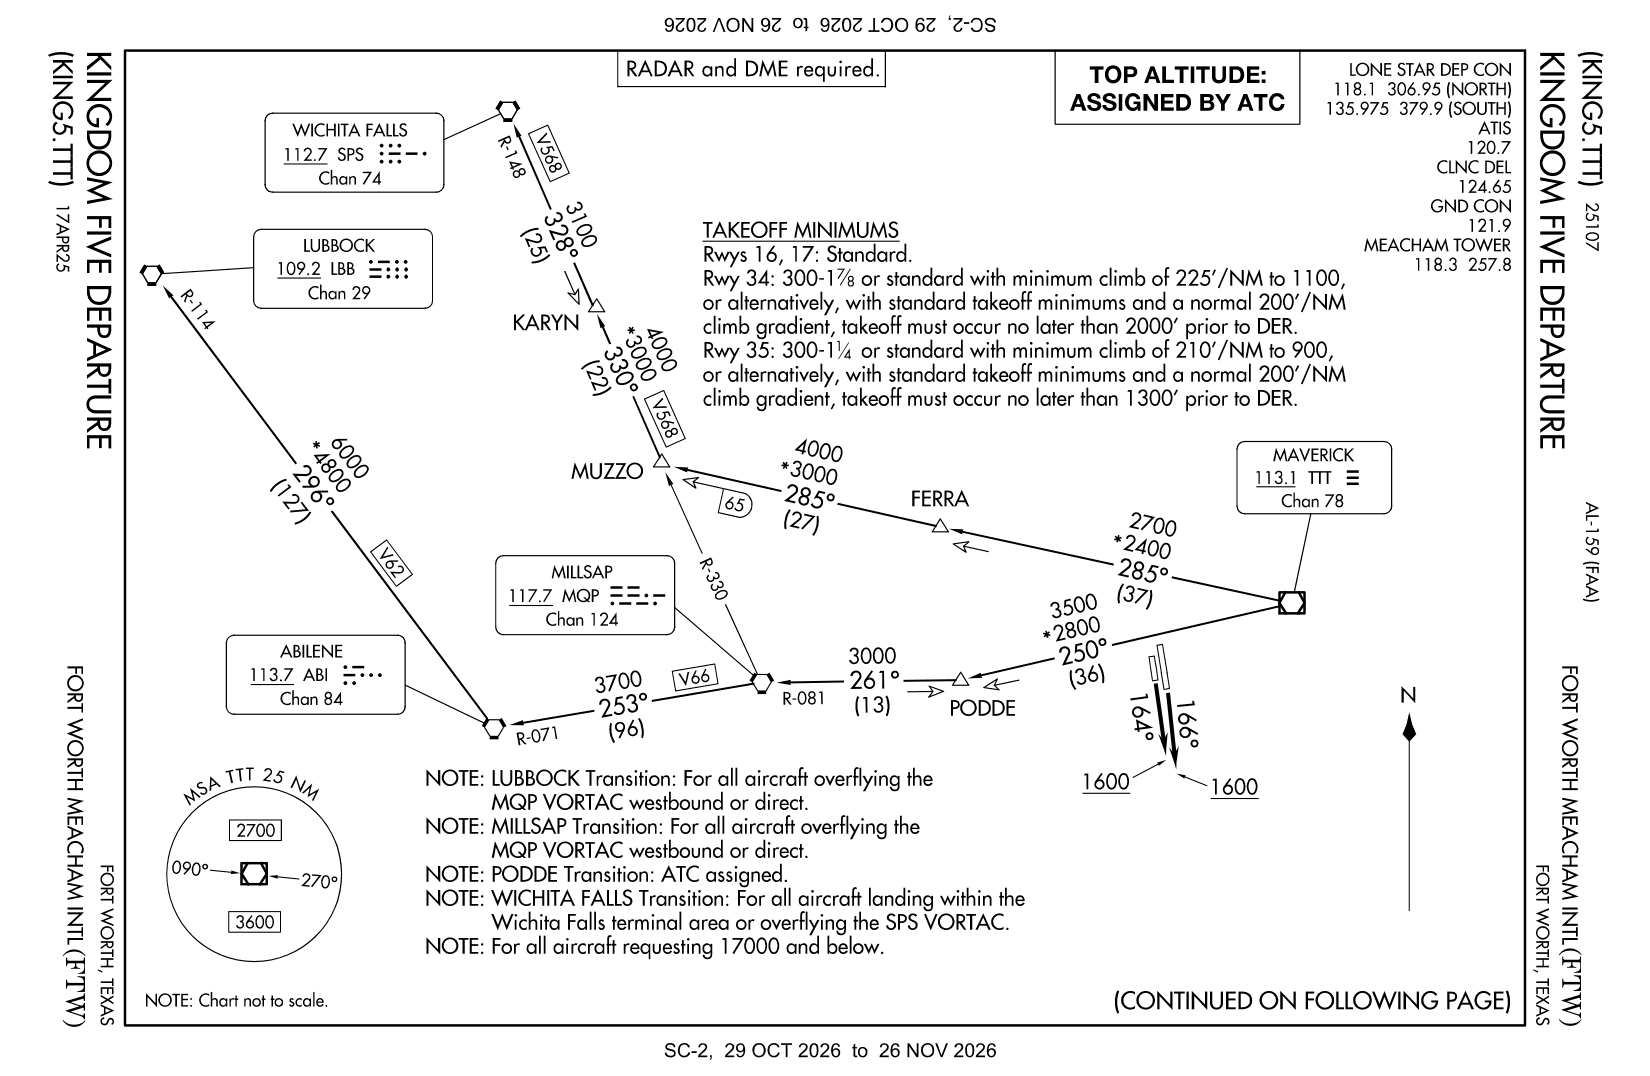 SC-2, 29 OCT 2026 to 26 NOV 2026
(KING5.TTT) 17APR25
KINGDOM FIVE DEPARTURE
FORT WORTH MEACHAM INTL (FTW)
FORT WORTH, TEXAS
(KING5.TTT) 25107
KINGDOM FIVE DEPARTURE
AL-159 (FAA)
FORT WORTH MEACHAM INTL (FTW)
FORT WORTH, TEXAS
RADAR and DME required.
TOP ALTITUDE:
ASSIGNED BY ATC
LONE STAR DEP CON
118.1 306.95 (NORTH)
135.975 379.9 (SOUTH)
ATIS
120.7
CLNC DEL
124.65
GND CON
121.9
MEACHAM TOWER
118.3 257.8
WICHITA FALLS
112.7 SPS
Chan 74
R-148
V568
3100
328°
(25)
LUBBOCK
109.2 LBB
Chan 29
R-114
KARYN
4000
*3000
330°
(22)
V568
TAKEOFF MINIMUMS
Rwys 16, 17: Standard.
Rwy 34: 300-1⅞ or standard with minimum climb of 225'/NM to 1100,
or alternatively, with standard takeoff minimums and a normal 200'/NM
climb gradient, takeoff must occur no later than 2000' prior to DER.
Rwy 35: 300-1¼ or standard with minimum climb of 210'/NM to 900,
or alternatively, with standard takeoff minimums and a normal 200'/NM
climb gradient, takeoff must occur no later than 1300' prior to DER.
6000
*4800
296°
(127)
V62
MUZZO
4000
*3000
285°
(27)
65
FERRA
2700
*2400
285°
(37)
MAVERICK
113.1 TTT
Chan 78
MILLSAP
117.7 MQP
Chan 124
R-330
3500
*2800
250°
(36)
ABILENE
113.7 ABI
Chan 84
R-071
3700
253°
(96)
V66
R-081
3000
261°
(13)
PODDE
164°
166°
1600
1600
N
MSA TTT 25 NM
2700
090°
270°
3600
NOTE: LUBBOCK Transition: For all aircraft overflying the
MQP VORTAC westbound or direct.
NOTE: MILLSAP Transition: For all aircraft overflying the
MQP VORTAC westbound or direct.
NOTE: PODDE Transition: ATC assigned.
NOTE: WICHITA FALLS Transition: For all aircraft landing within the
Wichita Falls terminal area or overflying the SPS VORTAC.
NOTE: For all aircraft requesting 17000 and below.
NOTE: Chart not to scale.
(CONTINUED ON FOLLOWING PAGE)
SC-2, 29 OCT 2026 to 26 NOV 2026